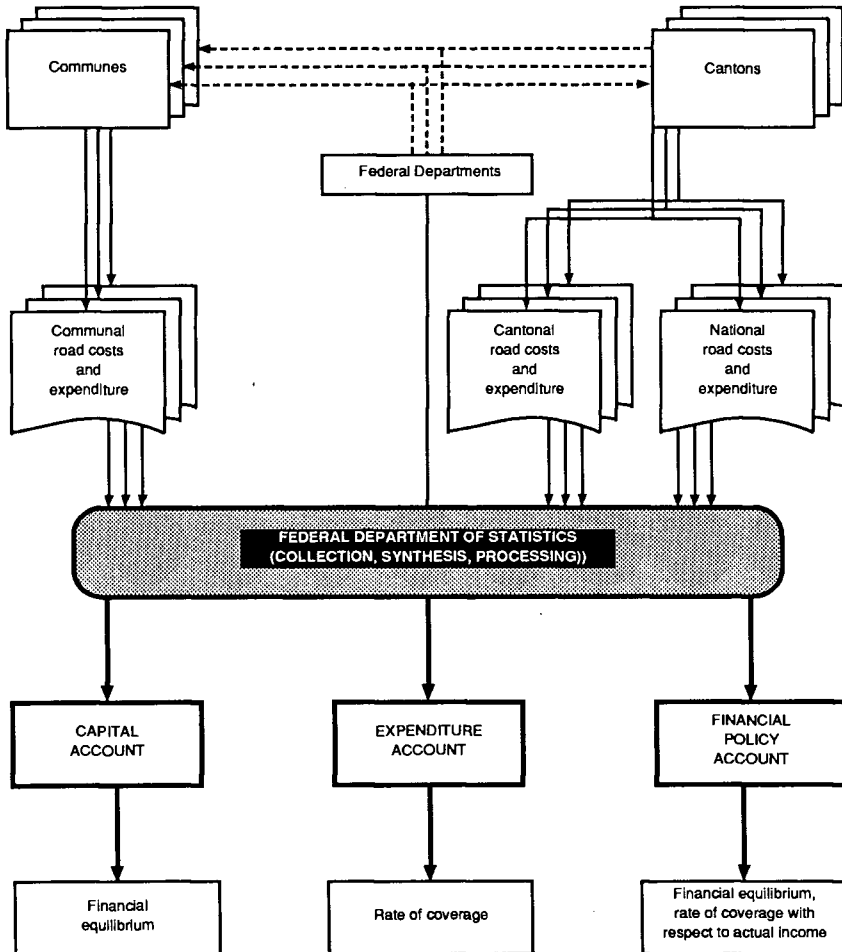 Communes
Cantons
Federal Departments
Communal
road costs
and
expenditure
Cantonal
road costs
and
expenditure
National
road costs
and
expenditure
FEDERAL DEPARTMENT OF STATISTICS
(COLLECTION, SYNTHESIS, PROCESSING))
CAPITAL
ACCOUNT
EXPENDITURE
ACCOUNT
FINANCIAL
POLICY
ACCOUNT
Financial
equilibrium
Rate of coverage
Financial equilibrium,
rate of coverage with
respect to actual income